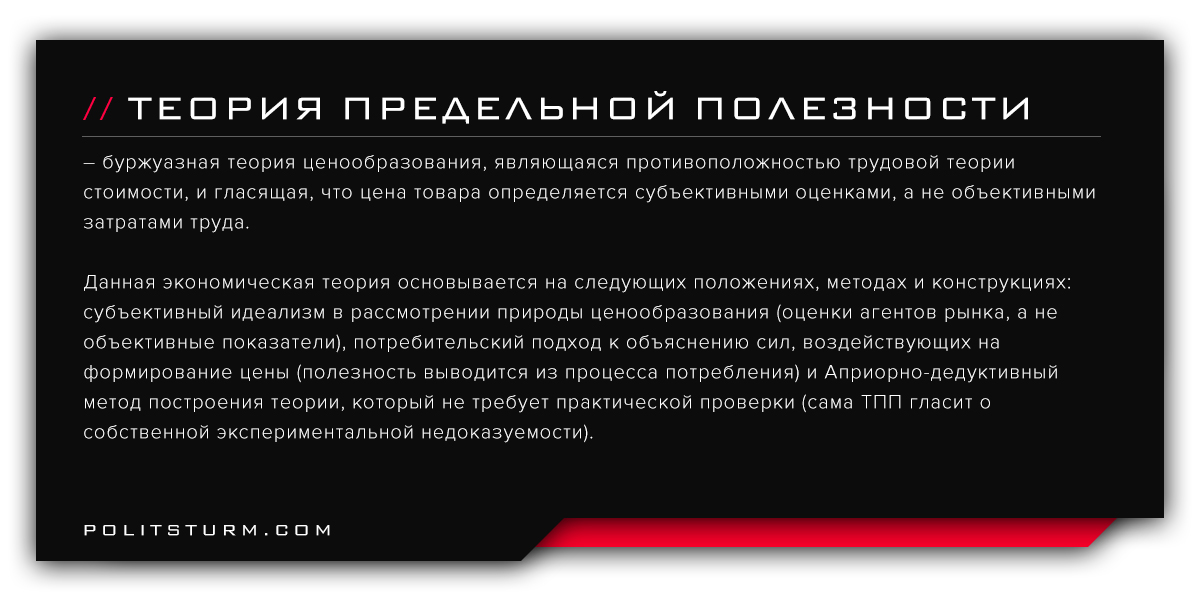 // ТЕОРИЯ ПРЕДЕЛЬНОЙ ПОЛЕЗНОСТИ
– буржуазная теория ценообразования, являющаяся противоположностью трудовой теории
стоимости, и гласящая, что цена товара определяется субъективными оценками, а не объективными
затратами труда.
Данная экономическая теория основывается на следующих положениях, методах и конструкциях:
субъективный идеализм в рассмотрении природы ценообразования (оценки агентов рынка, а не
объективные показатели), потребительский подход к объяснению сил, воздействующих на
формирование цены (полезность выводится из процесса потребления) и Априорно-дедуктивный
метод построения теории, который не требует практической проверки (сама ТПП гласит о
собственной экспериментальной недоказуемости).
POLITSTURM.COM